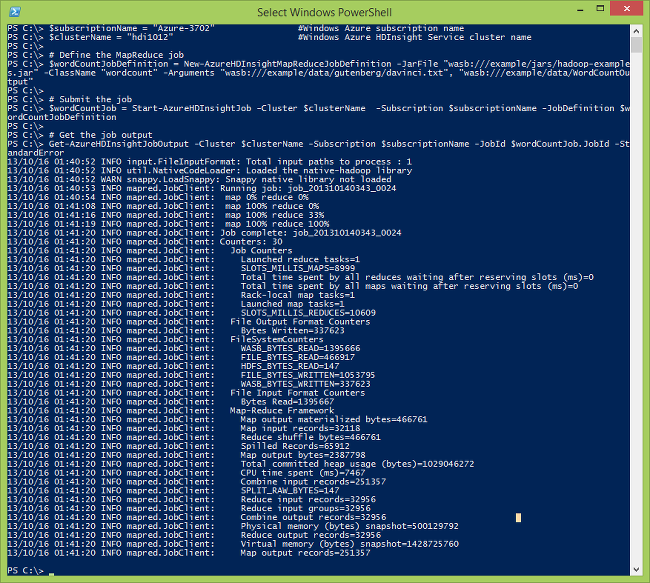 Select Windows PowerShell
PS C:\> $subscriptionName = "Azure-3702" #Windows Azure subscription name
PS C:\> $clusterName = "hdi1012" #Windows Azure HDInsight Service cluster name
PS C:\>
PS C:\> # Define the MapReduce job
PS C:\> $wordCountJobDefinition = New-AzureHDInsightMapReduceJobDefinition -JarFile "wasb:///example/jars/hadoop-example
s.jar" -ClassName "wordcount" -Arguments "wasb:///example/data/gutenberg/davinci.txt", "wasb:///example/data/WordCountOu
tput"
PS C:\>
PS C:\> # Submit the job
PS C:\> $wordCountJob = Start-AzureHDInsightJob -Cluster $clusterName -Subscription $subscriptionName -JobDefinition $w
ordCountJobDefinition
PS C:\>
PS C:\> # Get the job output
PS C:\> Get-AzureHDInsightJobOutput -Cluster $clusterName -Subscription $subscriptionName -JobId $wordCountJob.JobId -St
andardError
13/10/16 01:40:52 INFO input.FileInputFormat: Total input paths to process : 1
13/10/16 01:40:52 INFO util.NativeCodeLoader: Loaded the native-hadoop library
13/10/16 01:40:52 WARN snappy.LoadSnappy: Snappy native library not loaded
13/10/16 01:40:53 INFO mapred.JobClient: Running job: job_201310140343_0024
13/10/16 01:40:54 INFO mapred.JobClient: map 0% reduce 0%
13/10/16 01:41:08 INFO mapred.JobClient: map 100% reduce 0%
13/10/16 01:41:16 INFO mapred.JobClient: map 100% reduce 33%
13/10/16 01:41:19 INFO mapred.JobClient: map 100% reduce 100%
13/10/16 01:41:20 INFO mapred.JobClient: Job complete: job_201310140343_0024
13/10/16 01:41:20 INFO mapred.JobClient: Counters: 30
13/10/16 01:41:20 INFO mapred.JobClient: Job Counters
13/10/16 01:41:20 INFO mapred.JobClient: Launched reduce tasks=1
13/10/16 01:41:20 INFO mapred.JobClient: SLOTS_MILLIS_MAPS=8999
13/10/16 01:41:20 INFO mapred.JobClient: Total time spent by all reduces waiting after reserving slots (ms)=0
13/10/16 01:41:20 INFO mapred.JobClient: Total time spent by all maps waiting after reserving slots (ms)=0
13/10/16 01:41:20 INFO mapred.JobClient: Rack-local map tasks=1
13/10/16 01:41:20 INFO mapred.JobClient: Launched map tasks=1
13/10/16 01:41:20 INFO mapred.JobClient: SLOTS_MILLIS_REDUCES=10609
13/10/16 01:41:20 INFO mapred.JobClient: File Output Format Counters
13/10/16 01:41:20 INFO mapred.JobClient: Bytes Written=337623
13/10/16 01:41:20 INFO mapred.JobClient: FileSystemCounters
13/10/16 01:41:20 INFO mapred.JobClient: WASB_BYTES_READ=1395666
13/10/16 01:41:20 INFO mapred.JobClient: FILE_BYTES_READ=466917
13/10/16 01:41:20 INFO mapred.JobClient: HDFS_BYTES_READ=147
13/10/16 01:41:20 INFO mapred.JobClient: FILE_BYTES_WRITTEN=1053795
13/10/16 01:41:20 INFO mapred.JobClient: WASB_BYTES_WRITTEN=337623
13/10/16 01:41:20 INFO mapred.JobClient: File Input Format Counters
13/10/16 01:41:20 INFO mapred.JobClient: Bytes Read=1395667
13/10/16 01:41:20 INFO mapred.JobClient: Map-Reduce Framework
13/10/16 01:41:20 INFO mapred.JobClient: Map output materialized bytes=466761
13/10/16 01:41:20 INFO mapred.JobClient: Map input records=32118
13/10/16 01:41:20 INFO mapred.JobClient: Reduce shuffle bytes=466761
13/10/16 01:41:20 INFO mapred.JobClient: Spilled Records=65912
13/10/16 01:41:20 INFO mapred.JobClient: Map output bytes=2387798
13/10/16 01:41:20 INFO mapred.JobClient: Total committed heap usage (bytes)=1029046272
13/10/16 01:41:20 INFO mapred.JobClient: CPU time spent (ms)=7467
13/10/16 01:41:20 INFO mapred.JobClient: Combine input records=251357
13/10/16 01:41:20 INFO mapred.JobClient: SPLIT_RAW_BYTES=147
13/10/16 01:41:20 INFO mapred.JobClient: Reduce input records=32956
13/10/16 01:41:20 INFO mapred.JobClient: Reduce input groups=32956
13/10/16 01:41:20 INFO mapred.JobClient: Combine output records=32956
13/10/16 01:41:20 INFO mapred.JobClient: Physical memory (bytes) snapshot=500129792
13/10/16 01:41:20 INFO mapred.JobClient: Reduce output records=32956
13/10/16 01:41:20 INFO mapred.JobClient: Virtual memory (bytes) snapshot=1428725760
13/10/16 01:41:20 INFO mapred.JobClient: Map output records=251357
PS C:\>